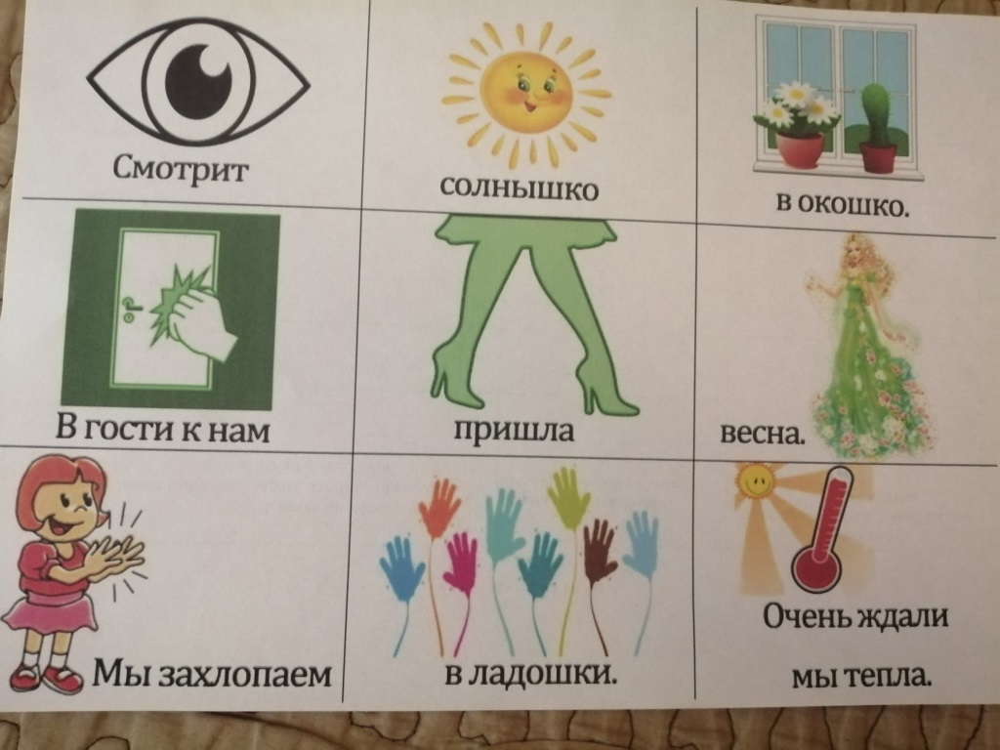 Смотрит
солнышко
в окошко.
В гости к нам
пришла
весна.
Мы захлопаем
в ладошки.
Очень ждали
мы тепла.